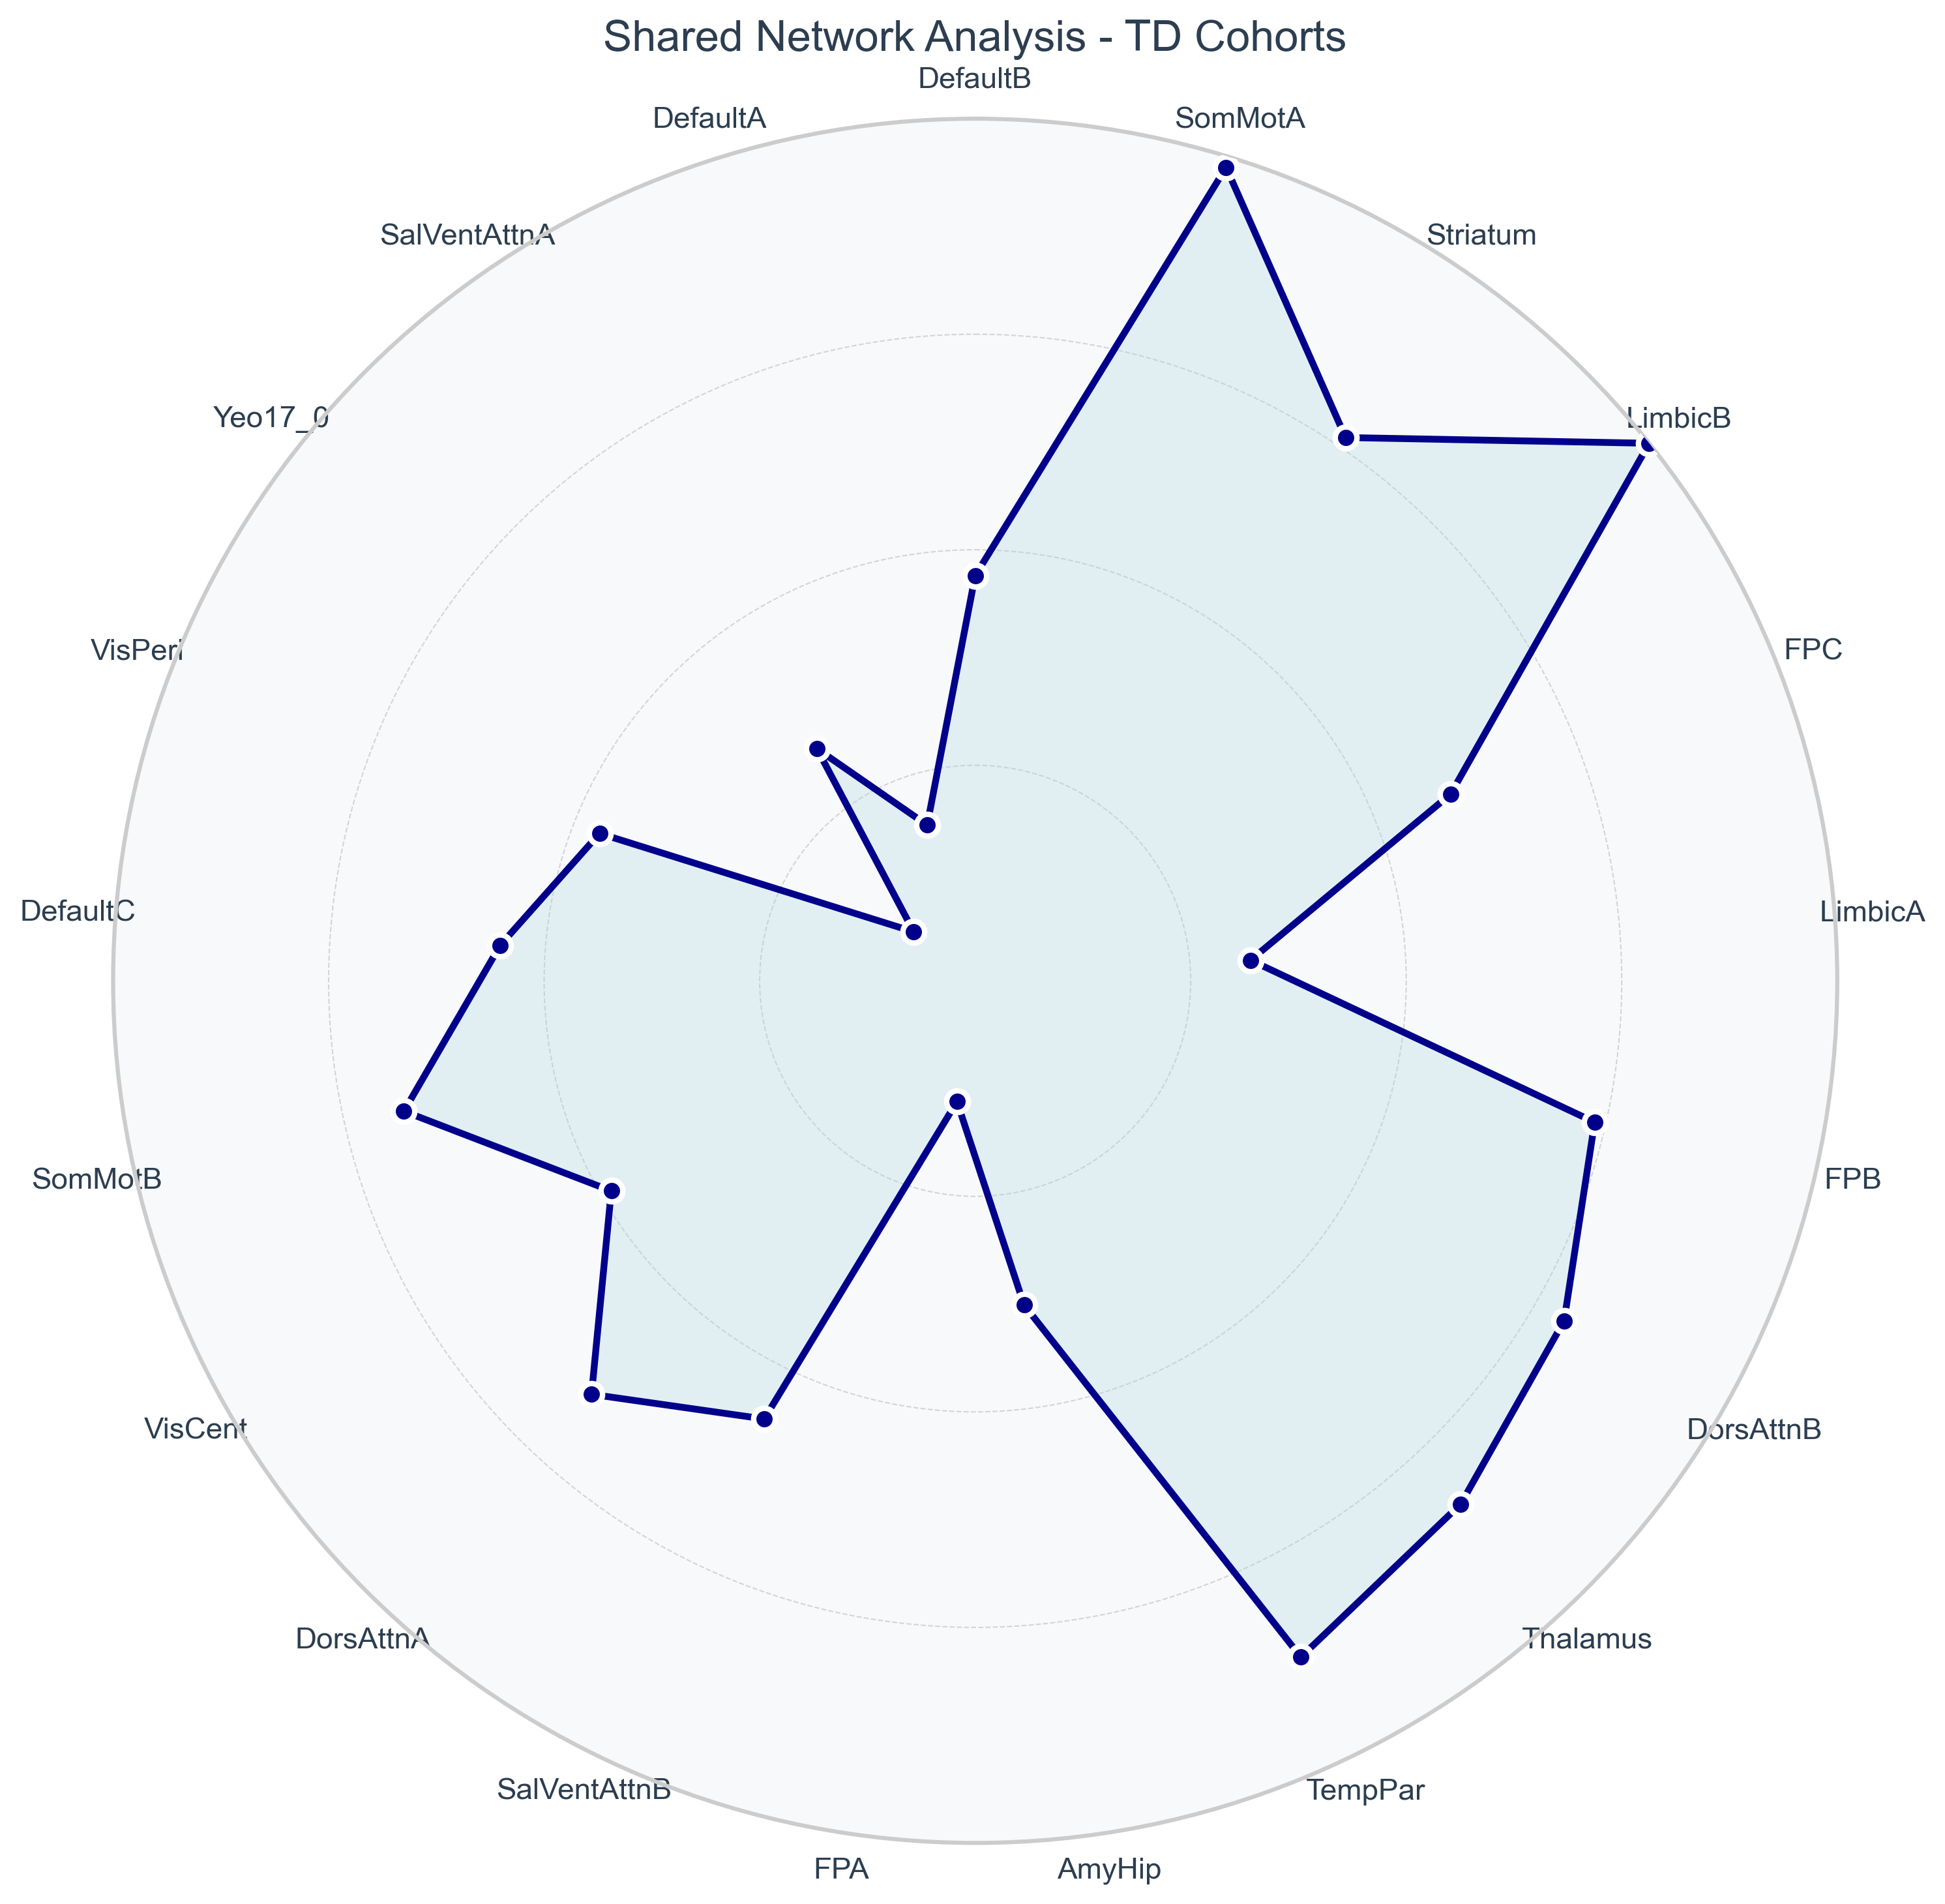 Shared Network Analysis - TD Cohorts
DefaultB
DefaultA
SomMotA
SalVentAttnA
Striatum
Yeo17_0
LimbicB
VisPeri
FPC
DefaultC
LimbicA
SomMotB
FPB
VisCent
DorsAttnB
DorsAttnA
Thalamus
SalVentAttnB
TempPar
FPA
AmyHip